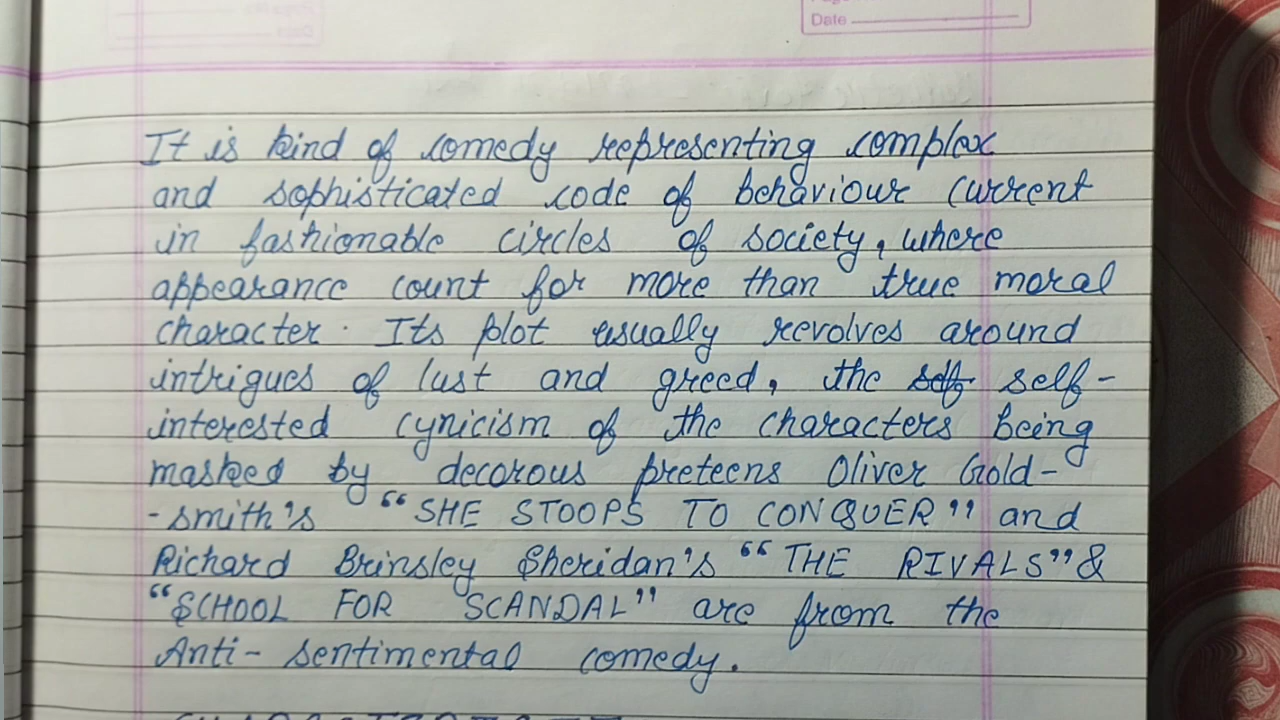 Date
It is kind of comedy representing complex
and sophisticated code of behaviour current
in fashionable circles of society, where
appearance count for more than true moral
character. Its plot usually revolves around
intrigues of lust and greed, the self self-
interested cynicism of the characters being
masked by decorous preteens Oliver Gold-
-smith's "SHE STOOPS TO CONQUER" and
Richard Brinsley Sheridan's "THE RIVALS" &
"SCHOOL FOR SCANDAL" are from the
Anti-sentimental comedy.